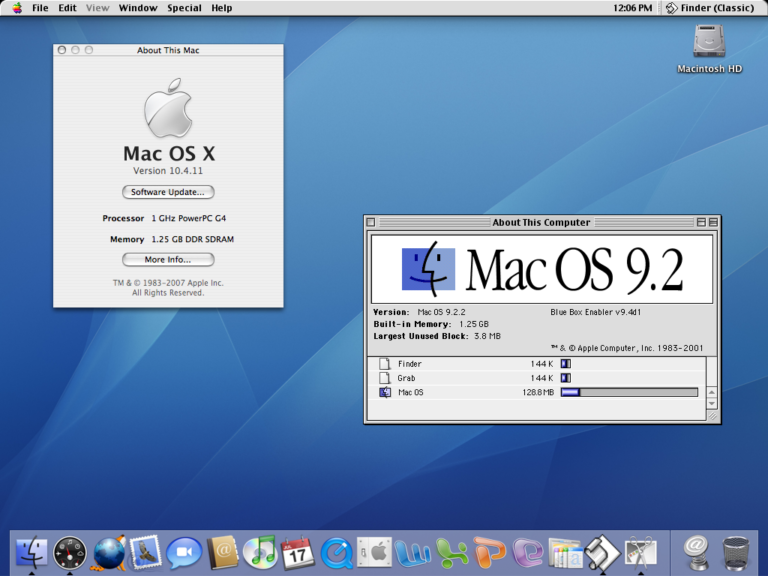 File Edit View Window Special Help 12:06 PM Finder (Classic)
Macintosh HD
About This Mac
Mac OS X
Version 10.4.11
Software Update...
Processor 1 GHz PowerPC G4
Memory 1.25 GB DDR SDRAM
More Info...
TM & © 1983-2007 Apple Inc.
All Rights Reserved.
About This Computer
Mac OS 9.2
Version: Mac OS 9.2.2 Blue Box Enabler v9.4d1
Built-in Memory: 1.25 GB
Largest Unused Block: 3.8 MB
™ & © Apple Computer, Inc. 1983-2001
Finder 144 K
Grab 144 K
Mac OS 128.8 MB
JUL
17